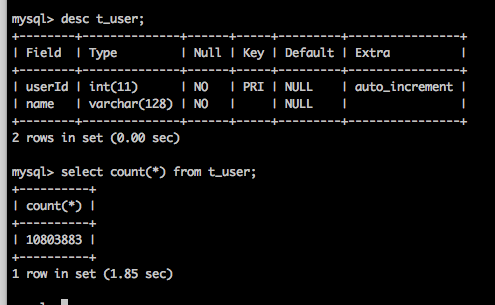 mysql> desc t_user;
+--------+--------------+------+-----+---------+----------------+
| Field  | Type         | Null | Key | Default | Extra          |
+--------+--------------+------+-----+---------+----------------+
| userId | int(11)      | NO   | PRI | NULL    | auto_increment |
| name   | varchar(128) | NO   |     | NULL    |                |
+--------+--------------+------+-----+---------+----------------+
2 rows in set (0.00 sec)
mysql> select count(*) from t_user;
+----------+
| count(*) |
+----------+
| 10803883 |
+----------+
1 row in set (1.85 sec)